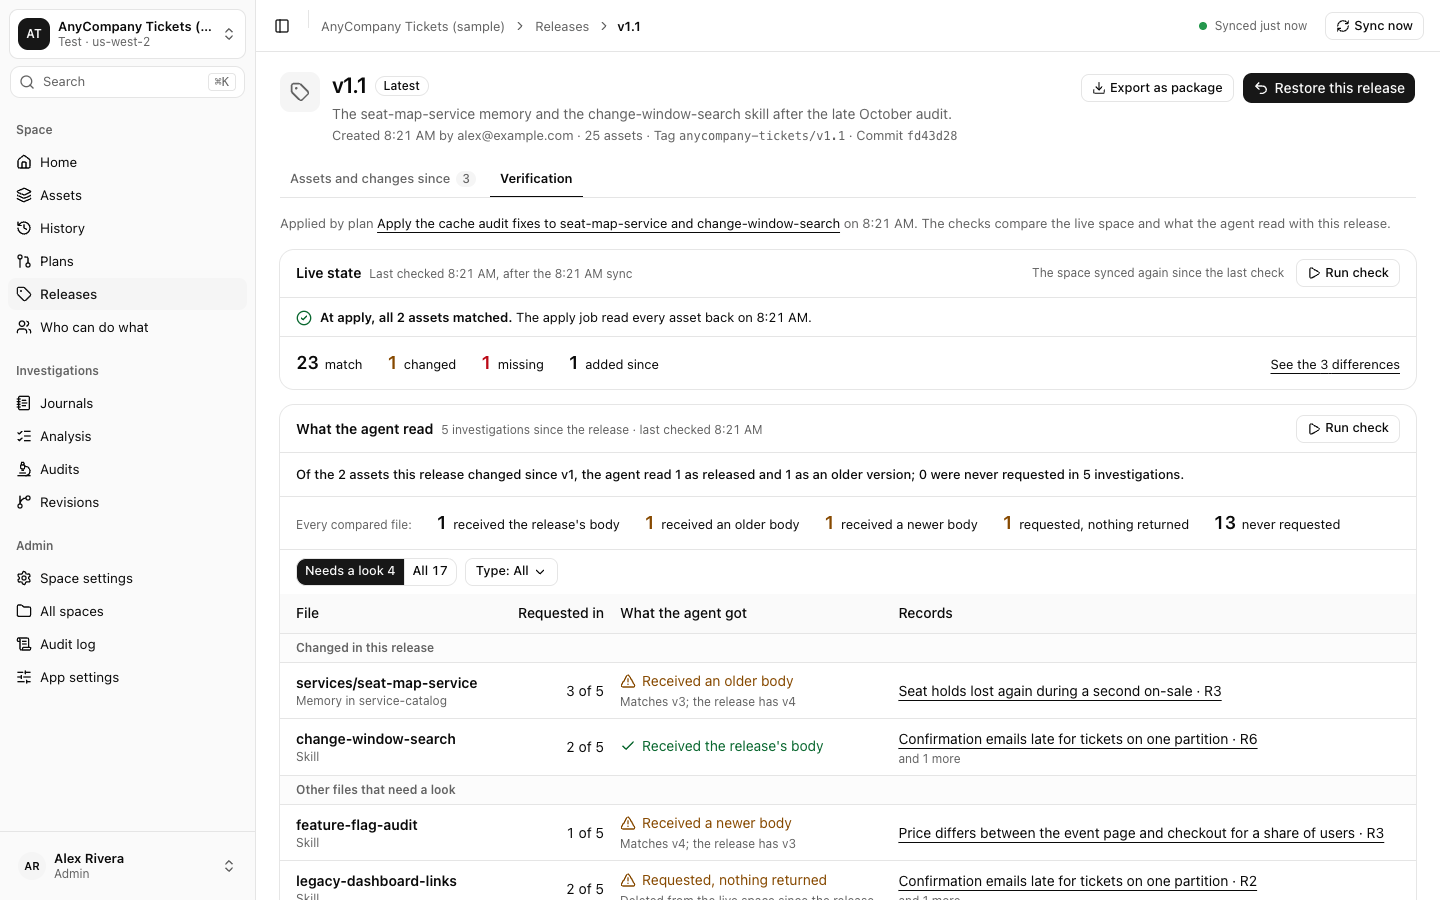 AT
AnyCompany Tickets (...
Test · us-west-2
Search
⌘K
Space
Home
Assets
History
Plans
Releases
Who can do what
Investigations
Journals
Analysis
Audits
Revisions
Admin
Space settings
All spaces
Audit log
App settings
AR
Alex Rivera
Admin
AnyCompany Tickets (sample) > Releases > v1.1
Synced just now
Sync now
v1.1
Latest
Export as package
Restore this release
The seat-map-service memory and the change-window-search skill after the late October audit.
Created 8:21 AM by alex@example.com · 25 assets · Tag anycompany-tickets/v1.1 · Commit fd43d28
Assets and changes since 3
Verification
Applied by plan Apply the cache audit fixes to seat-map-service and change-window-search on 8:21 AM. The checks compare the live space and what the agent read with this release.
Live state Last checked 8:21 AM, after the 8:21 AM sync
The space synced again since the last check
Run check
At apply, all 2 assets matched. The apply job read every asset back on 8:21 AM.
23 match 1 changed 1 missing 1 added since
See the 3 differences
What the agent read 5 investigations since the release · last checked 8:21 AM
Run check
Of the 2 assets this release changed since v1, the agent read 1 as released and 1 as an older version; 0 were never requested in 5 investigations.
Every compared file: 1 received the release's body 1 received an older body 1 received a newer body 1 requested, nothing returned 13 never requested
Needs a look 4 All 17 Type: All
File Requested in What the agent got Records
Changed in this release
services/seat-map-service
Memory in service-catalog
3 of 5
Received an older body
Matches v3; the release has v4
Seat holds lost again during a second on-sale · R3
change-window-search
Skill
2 of 5
Received the release's body
Confirmation emails late for tickets on one partition · R6
and 1 more
Other files that need a look
feature-flag-audit
Skill
1 of 5
Received a newer body
Matches v4; the release has v3
Price differs between the event page and checkout for a share of users · R3
legacy-dashboard-links
Skill
2 of 5
Requested, nothing returned
Deleted from the live space since the release
Confirmation emails late for tickets on one partition · R2
and 1 more